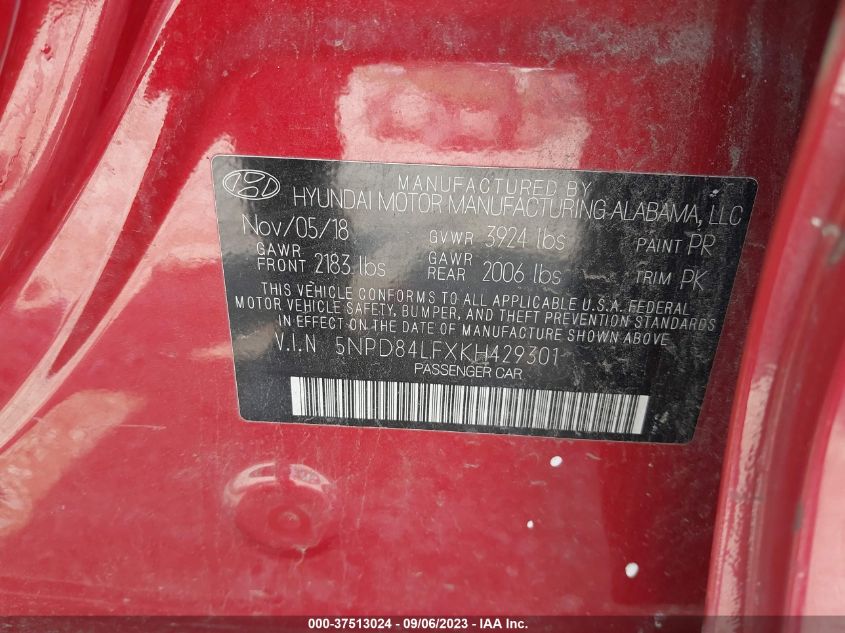 MANUFACTURED BY
HYUNDAI MOTOR MANUFACTURING ALABAMA, LLC
Nov/05/18 GVWR 3924 lbs PAINT PR
GAWR FRONT 2183 lbs GAWR REAR 2006 lbs TRIM PK
THIS VEHICLE CONFORMS TO ALL APPLICABLE U.S.A. FEDERAL
MOTOR VEHICLE SAFETY, BUMPER, AND THEFT PREVENTION STANDARDS
IN EFFECT ON THE DATE OF MANUFACTURE SHOWN ABOVE
V.I.N 5NPD84LFXKH429301
PASSENGER CAR
000-37513024 - 09/06/2023 - IAA Inc.